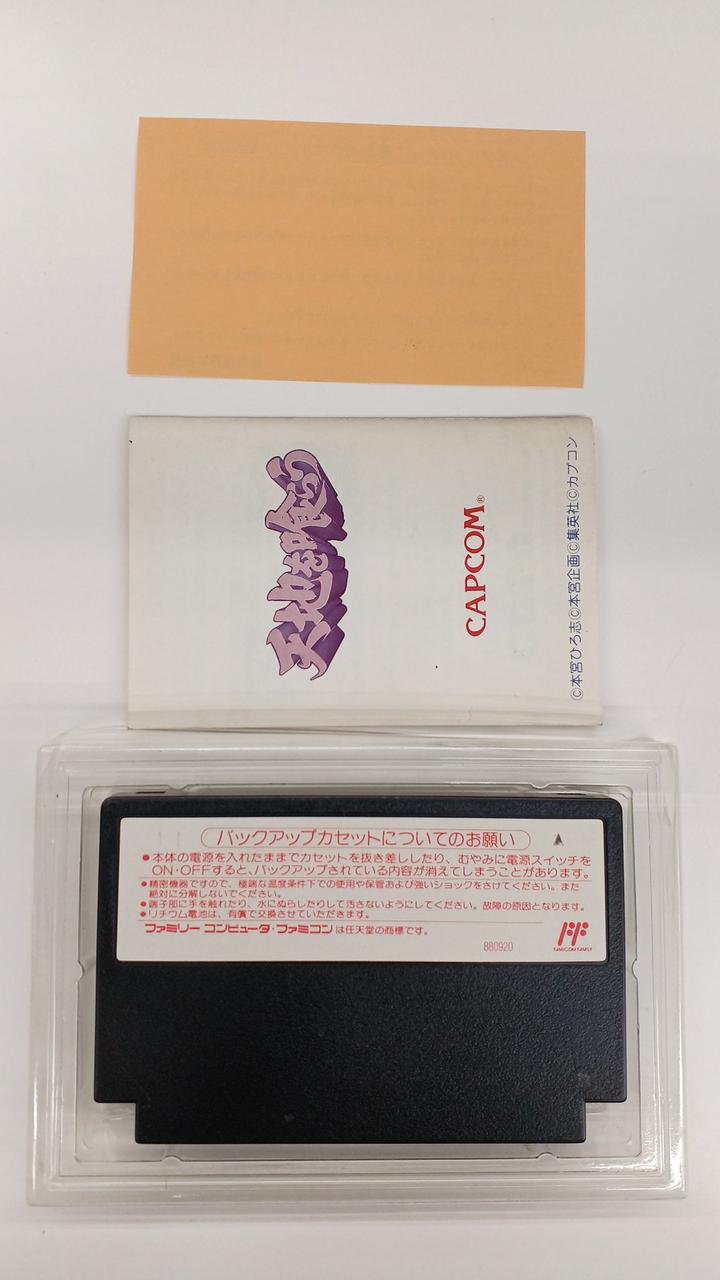 天地を喰らう
CAPCOM®
©本宮ひろ志©本宮企画©集英社©カプコン
バックアップカセットについてのお願い
●本体の電源を入れたままでカセットを抜き差ししたり、むやみに電源スイッチを
ON・OFFすると、バックアップされている内容が消えてしまうことがあります。
●精密機器ですので、極端な温度条件下での使用や保管および強いショックをさけてください。また
絶対に分解しないでください。
●端子部に手を触れたり、水にぬらしたりして汚さないようにしてください。故障の原因となります。
●リチウム電池は、有償で交換させていただきます。
ファミリー コンピュータ・ファミコンは任天堂の商標です。
880920
FAMICOM FAMILY